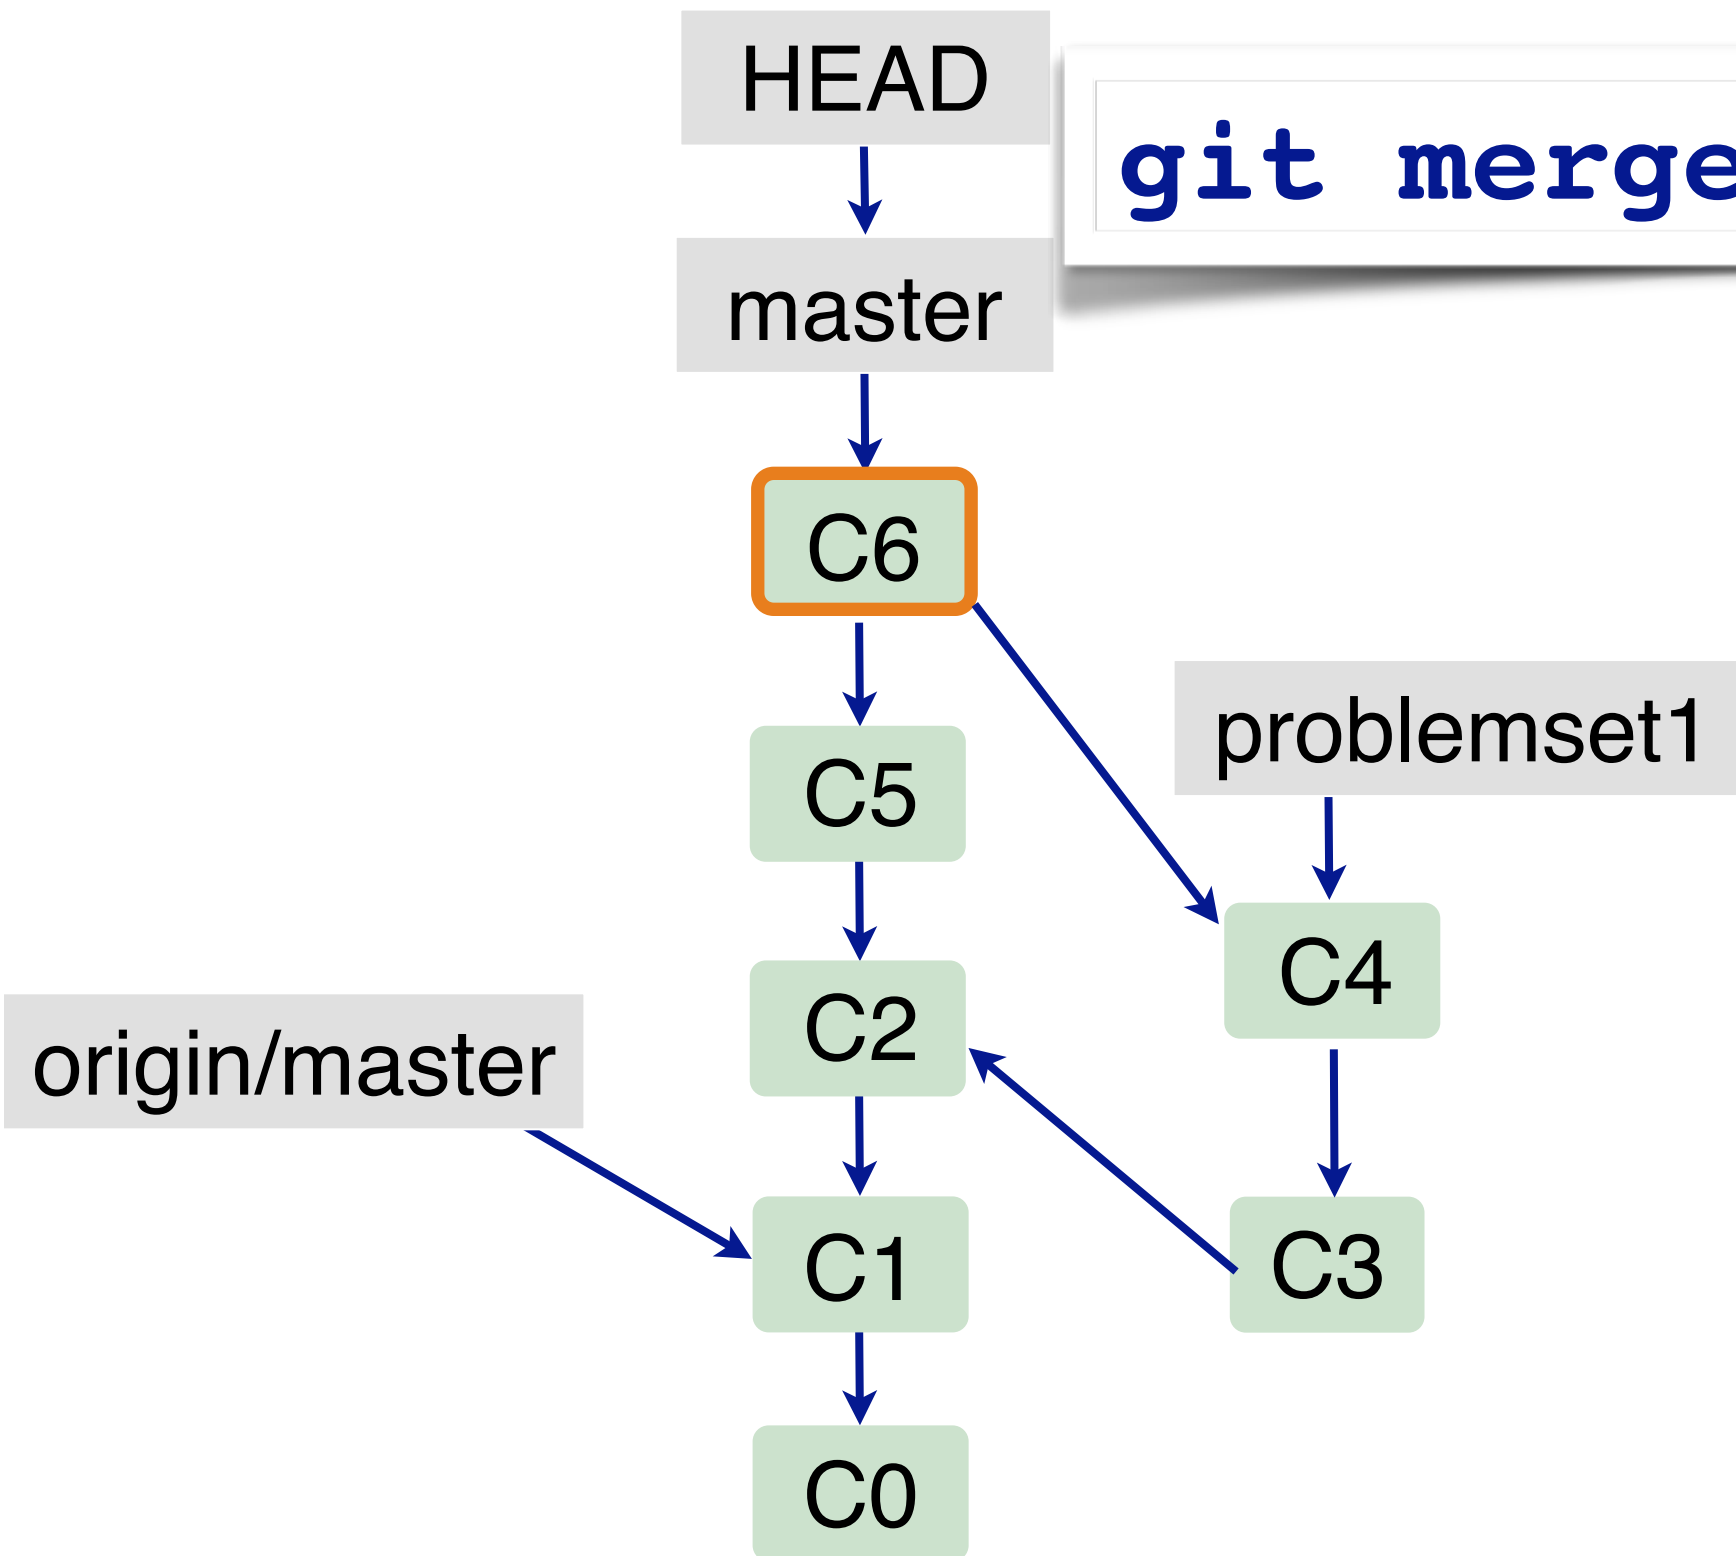 HEAD
git merge
master
C6
problemset1
C5
C4
C2
origin/master
C1
C3
C0